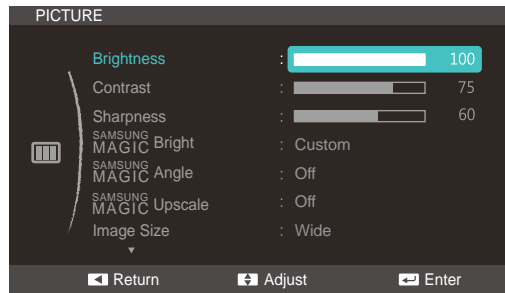 PICTURE
Brightness : 100
Contrast : 75
Sharpness : 60
SAMSUNG MAGIC Bright : Custom
SAMSUNG MAGIC Angle : Off
SAMSUNG MAGIC Upscale : Off
Image Size : Wide
Return Adjust Enter